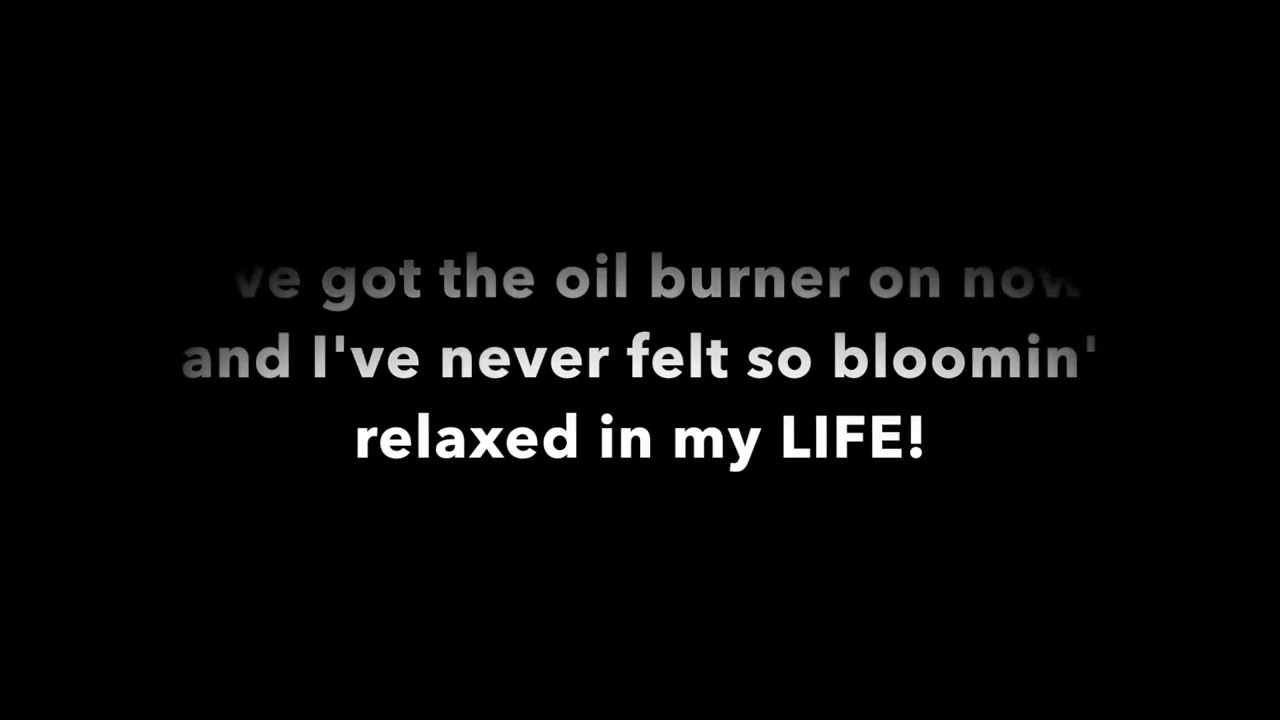 've got the oil burner on now
and I've never felt so bloomin'
relaxed in my LIFE!